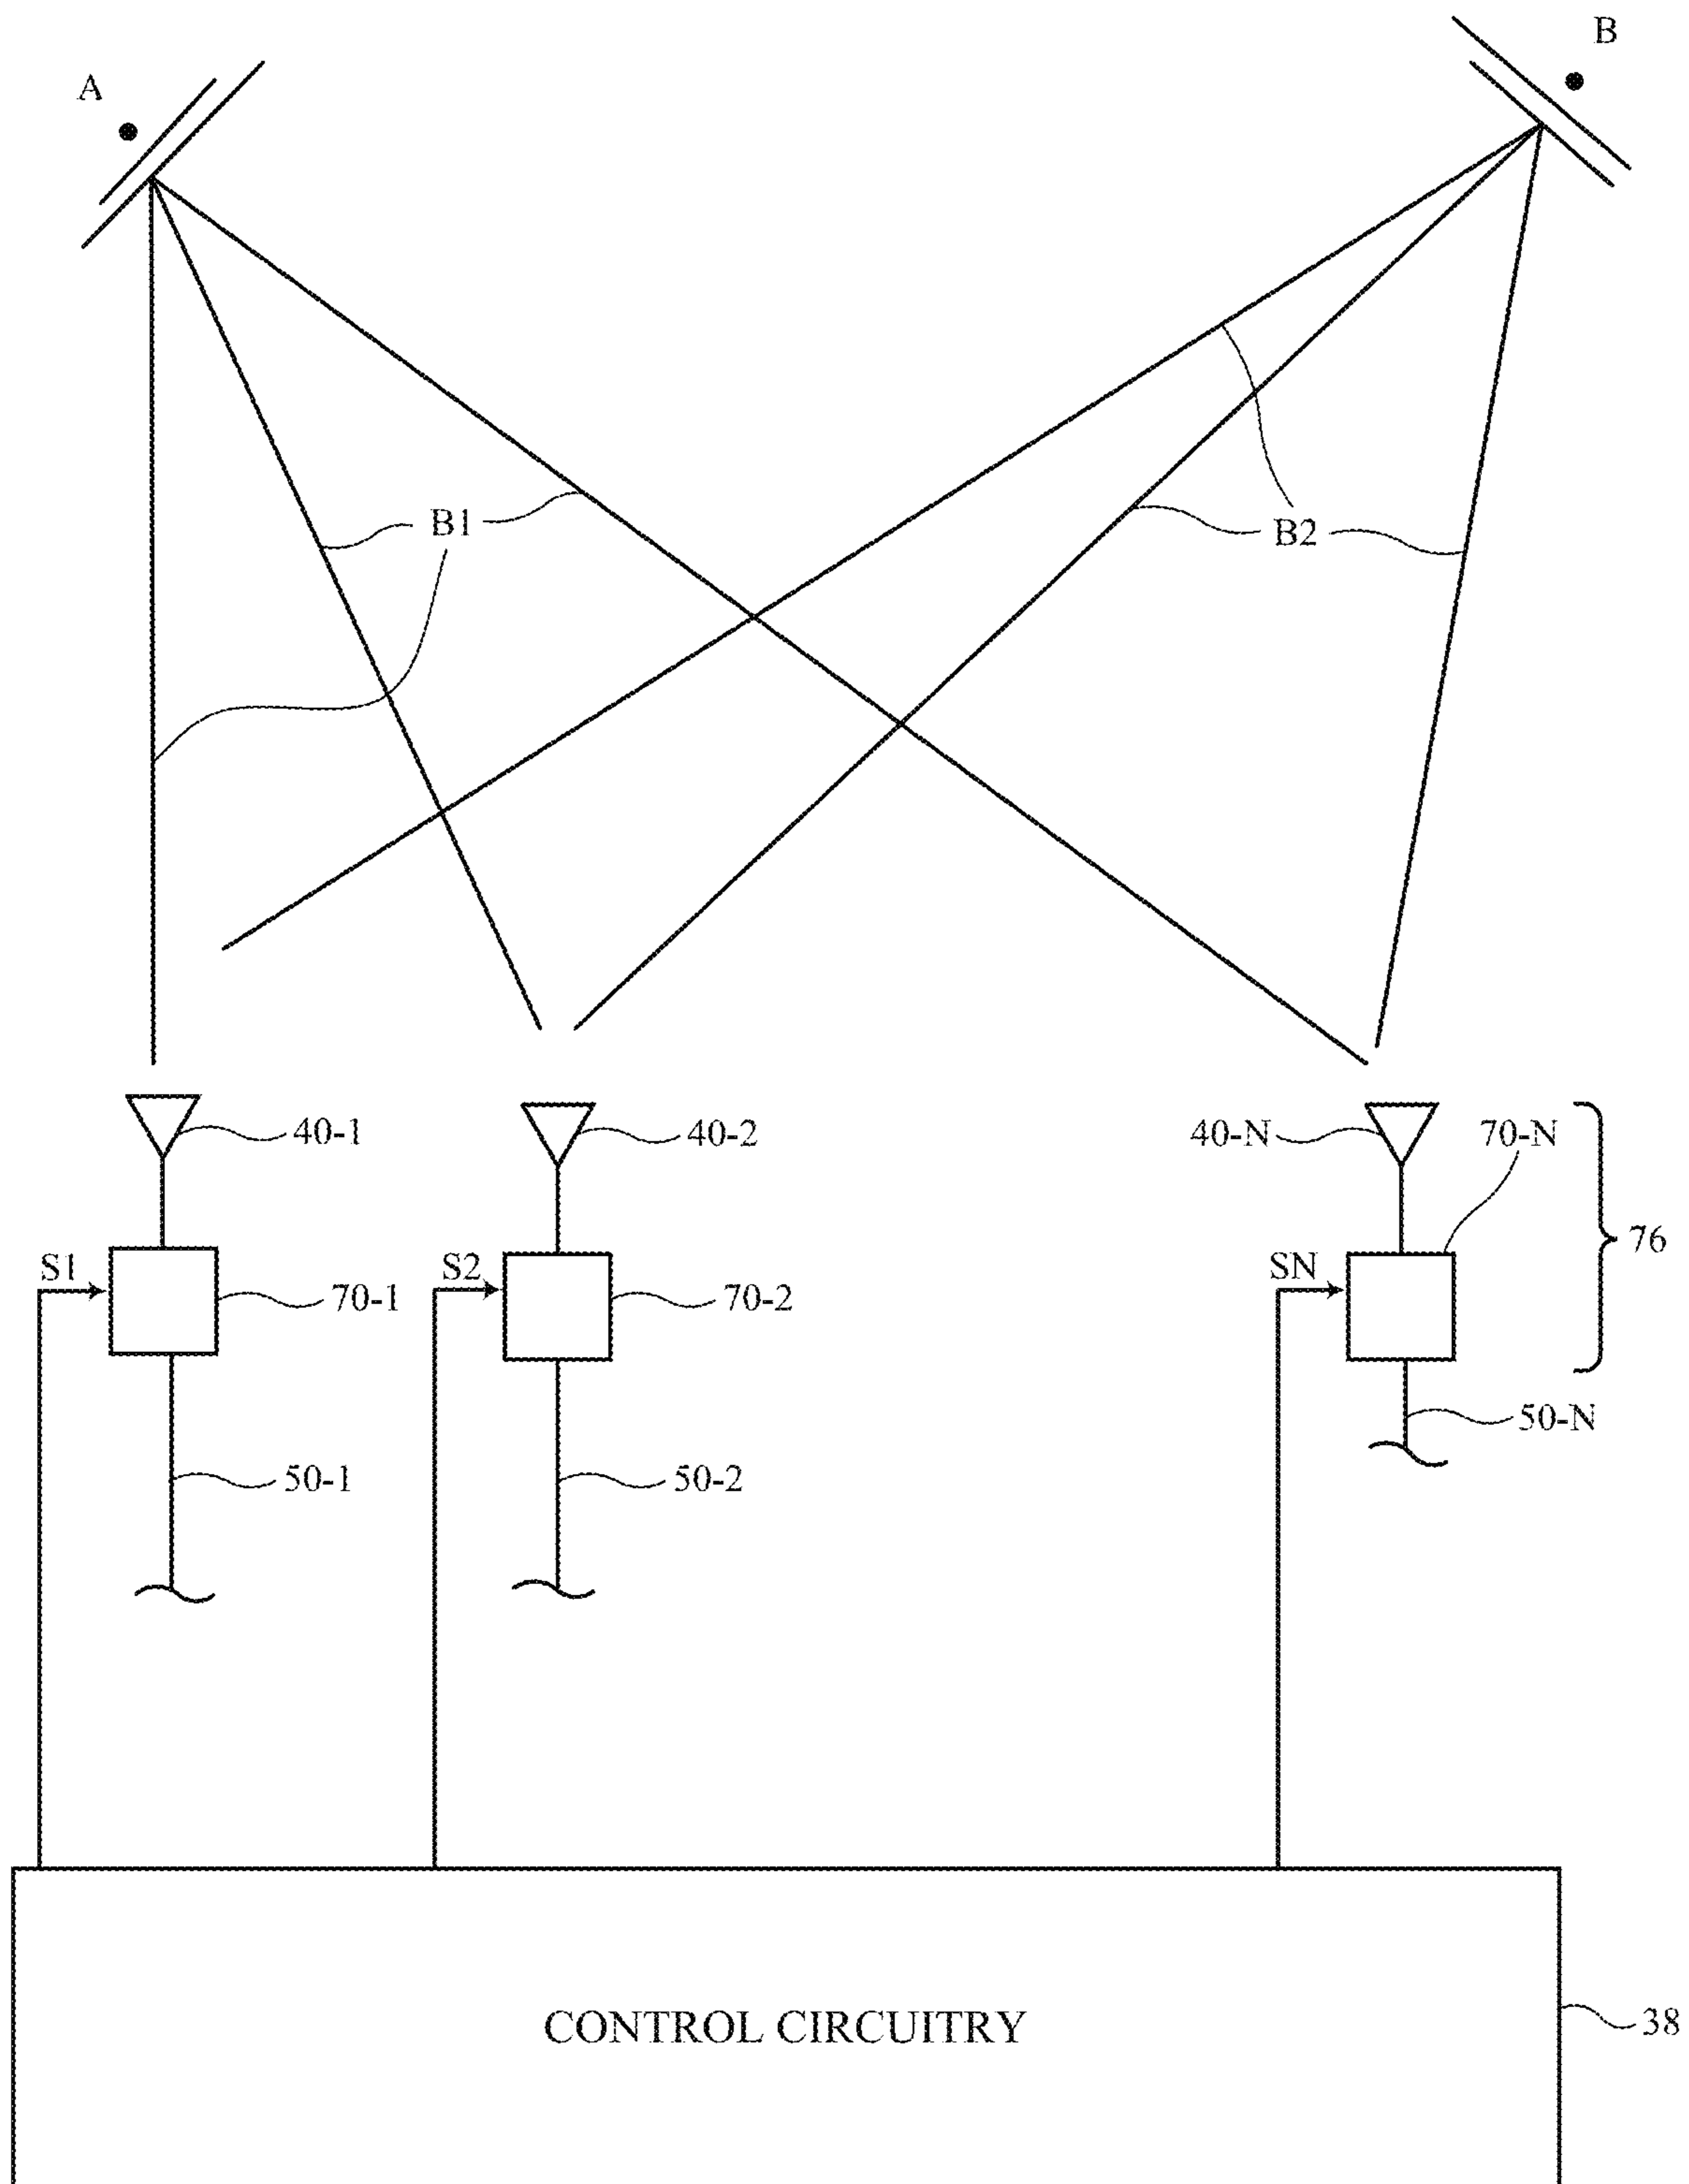 B
A
B1
B2
40-1
40-2
40-N
70-N
76
S1
S2
SN
70-1
70-2
50-N
50-1
50-2
CONTROL CIRCUITRY
38